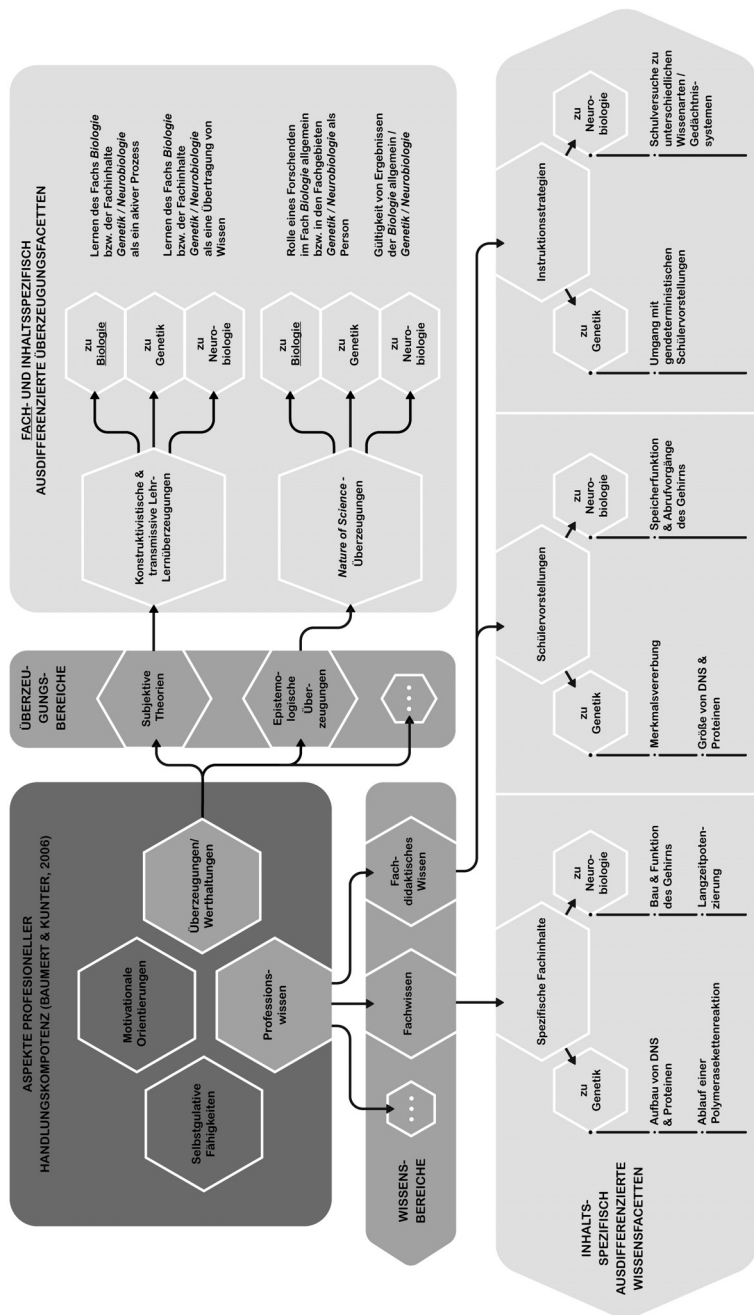 ASPEKTE PROFESIONELLER
HANDLUNGSKOMPOTENZ (BAUMERT & KUNTER, 2006)
Selbstgulative
Fähigkeiten
Motivationale
Orientierungen
Professions-
wissen
Überzeugungen/
Werthaltungen
ÜBERZEU-
GUNGS-
BEREICHE
Subjektive
Theorien
Epistemo-
logische
Über-
zeugungen
...
FACH- UND INHALTSSPEZIFISCH
AUSDIFFERENZIERTE ÜBERZEUGUNGSFACETTEN
Konstruktivistische &
transmissive Lehr-
Lernüberzeugungen
zu
Biologie
zu
Genetik
zu
Neuro-
biologie
Lernen des Fachs Biologie
bzw. der Fachinhalte
Genetik / Neurobiologie
als ein akiver Prozess
Lernen des Fachs Biologie
bzw. der Fachinhalte
Genetik / Neurobiologie
als eine Übertragung von
Wissen
Nature of Science -
Überzeugungen
zu
Biologie
zu
Genetik
zu
Neuro-
biologie
Rolle eines Forschenden
im Fach Biologie allgemein
bzw. in den Fachgebieten
Genetik / Neurobiologie als
Person
Gültigkeit von Ergebnissen
der Biologie allgemein /
Genetik / Neurobiologie
WISSENS-
BEREICHE
...
Fachwissen
Fach-
didaktisches
Wissen
INHALTS-
SPEZIFISCH
AUSDIFFERENZIERTE
WISSENSFACETTEN
Spezifische Fachinhalte
zu
Genetik
Aufbau von DNS
& Proteinen
Ablauf einer
Polymerasekettenreaktion
zu
Neuro-
biologie
Bau & Funktion
des Gehirns
Langzeitpoten-
zierung
Schülervorstellungen
zu
Genetik
Merkmalsvererbung
Größe von DNS &
Proteinen
zu
Neuro-
biologie
Speicherfunktion
& Abrufvorgänge
des Gehirns
Instruktionsstrategien
zu
Genetik
Umgang mit
gendeterministischen
Schülervorstellungen
zu
Neuro-
biologie
Schulversuche zu
unterschiedlichen
Wissenarten /
Gedächtnis-
systemen